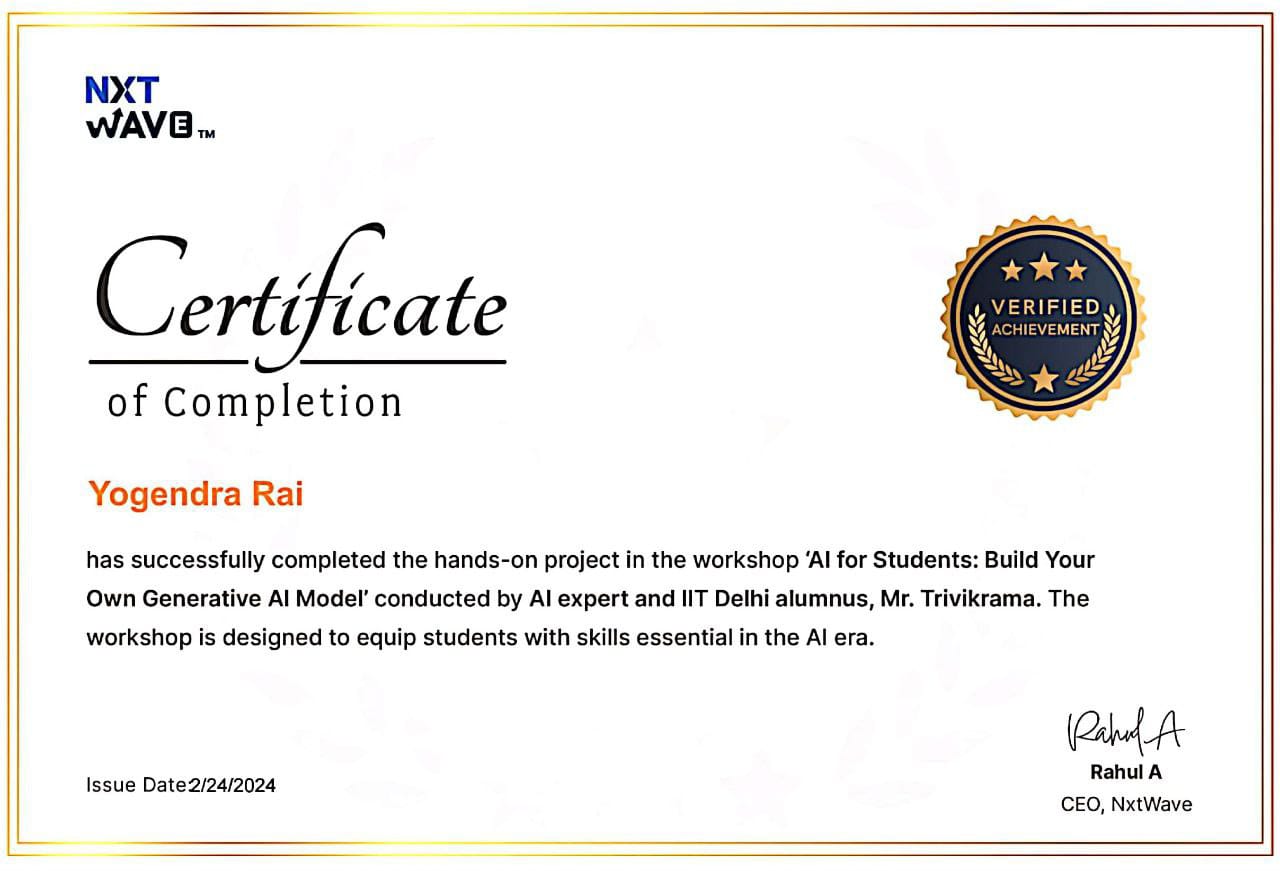 NXT
WAVE™
Certificate
of Completion
VERIFIED
ACHIEVEMENT
Yogendra Rai
has successfully completed the hands-on project in the workshop ‘AI for Students: Build Your
Own Generative AI Model’ conducted by AI expert and IIT Delhi alumnus, Mr. Trivikrama. The
workshop is designed to equip students with skills essential in the AI era.
Rahul A
Rahul A
CEO, NxtWave
Issue Date:2/24/2024